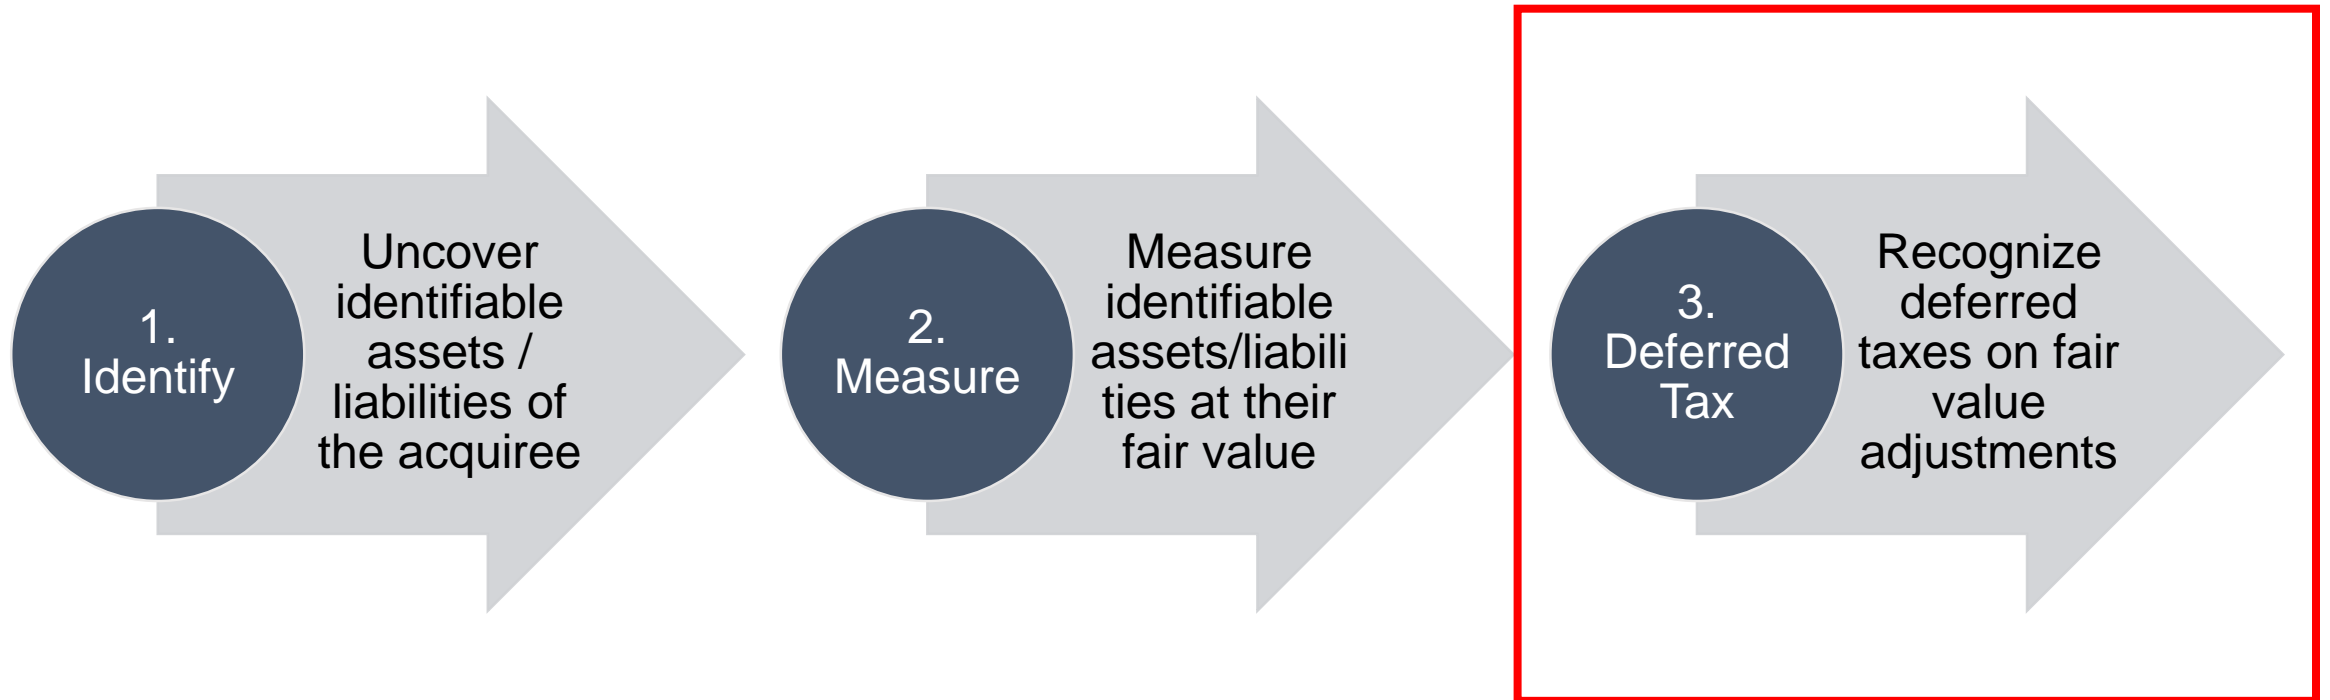 1.
Identify
Uncover
identifiable
assets /
liabilities of
the acquiree
2.
Measure
Measure
identifiable
assets/liabili
ties at their
fair value
3.
Deferred
Tax
Recognize
deferred
taxes on fair
value
adjustments